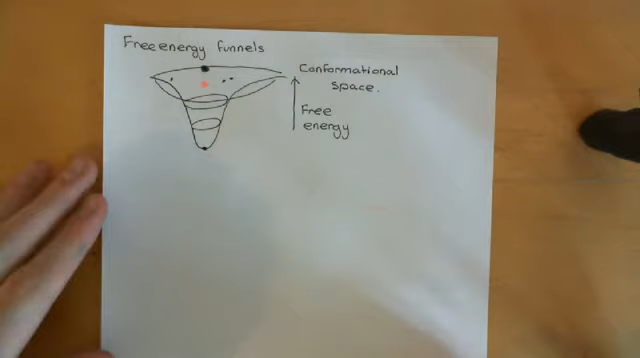 Free energy funnels
Conformational
space.
Free
energy